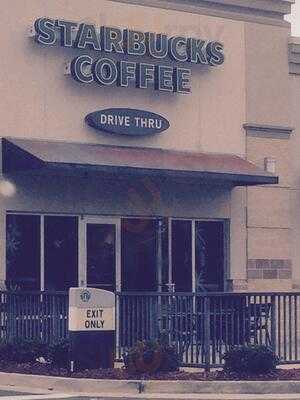 STARBUCKS
COFFEE
DRIVE THRU
EXIT
ONLY